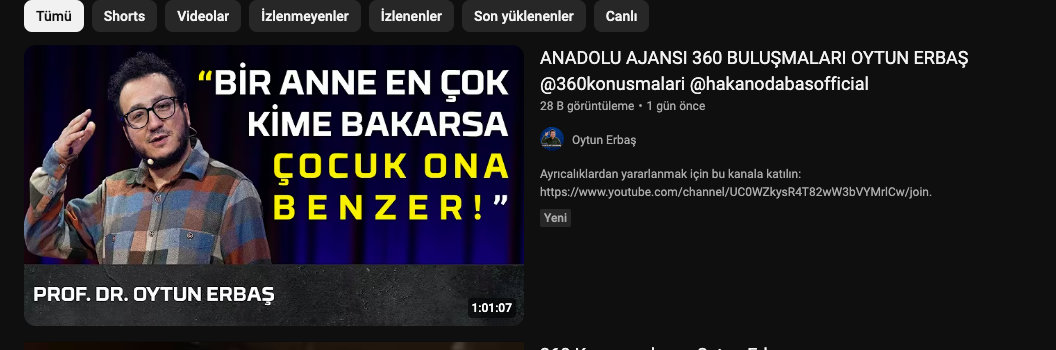 Tümü
Shorts
Videolar
İzlenmeyenler
İzlenenler
Son yüklenenler
Canlı
“BİR ANNE EN ÇOK
KİME BAKARSA
ÇOCUK ONA
BENZER!”
PROF. DR. OYTUN ERBAŞ
1:01:07
ANADOLU AJANSI 360 BULUŞMALARI OYTUN ERBAŞ
@360konusmalari @hakanodabasofficial
28 B görüntüleme • 1 gün önce
Oytun Erbaş
Ayrıcalıklardan yararlanmak için bu kanala katılın:
https://www.youtube.com/channel/UC0WZkysR4T82wW3bVYMrlCw/join.
Yeni